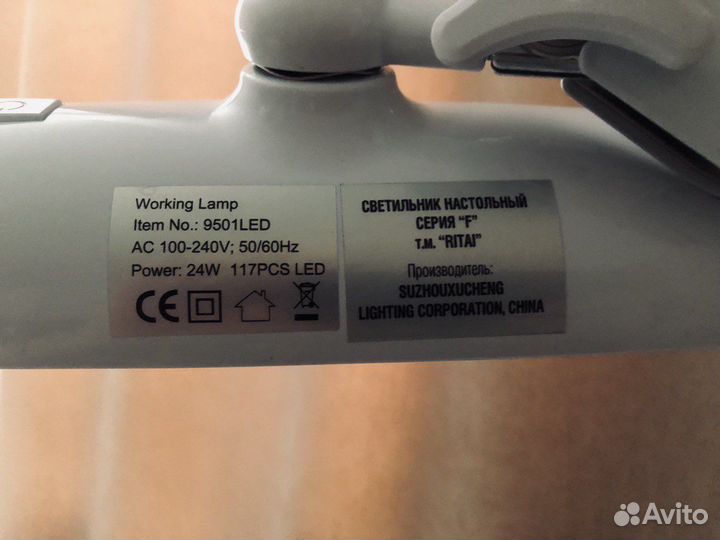 Working Lamp
Item No.: 9501LED
AC 100-240V; 50/60Hz
Power: 24W 117PCS LED
CE
СВЕТИЛЬНИК НАСТОЛЬНЫЙ
СЕРИЯ "F"
Т.М. "RITAI"
Производитель:
SUZHOUXUCHENG
LIGHTING CORPORATION, CHINA
Avito